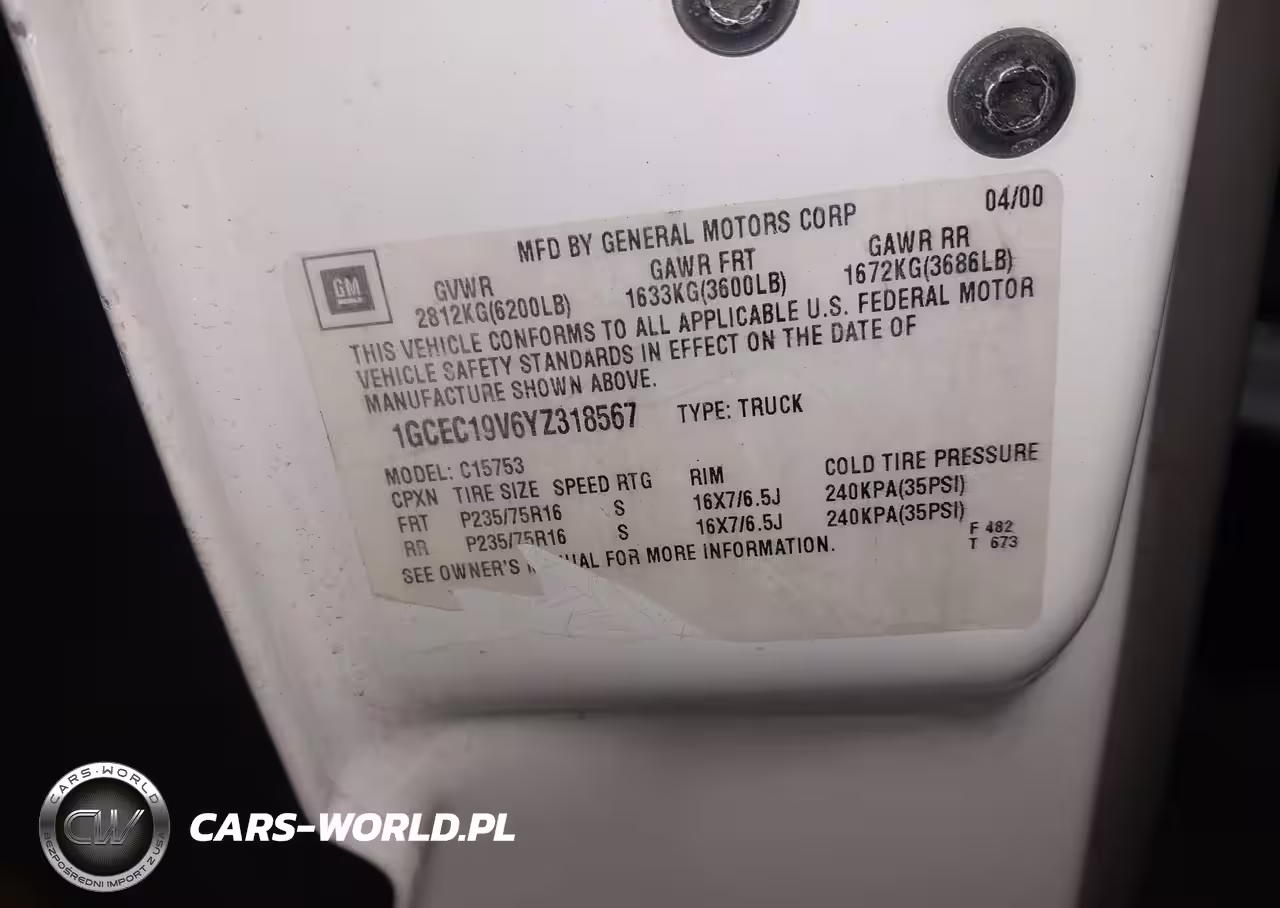 04/00
MFD BY GENERAL MOTORS CORP
GM
GVWR GAWR FRT GAWR RR
2812KG(6200LB) 1633KG(3600LB) 1672KG(3686LB)
THIS VEHICLE CONFORMS TO ALL APPLICABLE U.S. FEDERAL MOTOR
VEHICLE SAFETY STANDARDS IN EFFECT ON THE DATE OF
MANUFACTURE SHOWN ABOVE.
1GCEC19V6YZ318567 TYPE: TRUCK
MODEL: C15753
CPXN TIRE SIZE SPEED RTG RIM COLD TIRE PRESSURE
FRT P235/75R16 S 16X7/6.5J 240KPA(35PSI)
RR P235/75R16 S 16X7/6.5J 240KPA(35PSI)
SEE OWNER'S FOR MORE INFORMATION.
F 482
T 673
CARS-WORLD
CW
BEZPOŚREDNI IMPORT Z USA
CARS-WORLD.PL